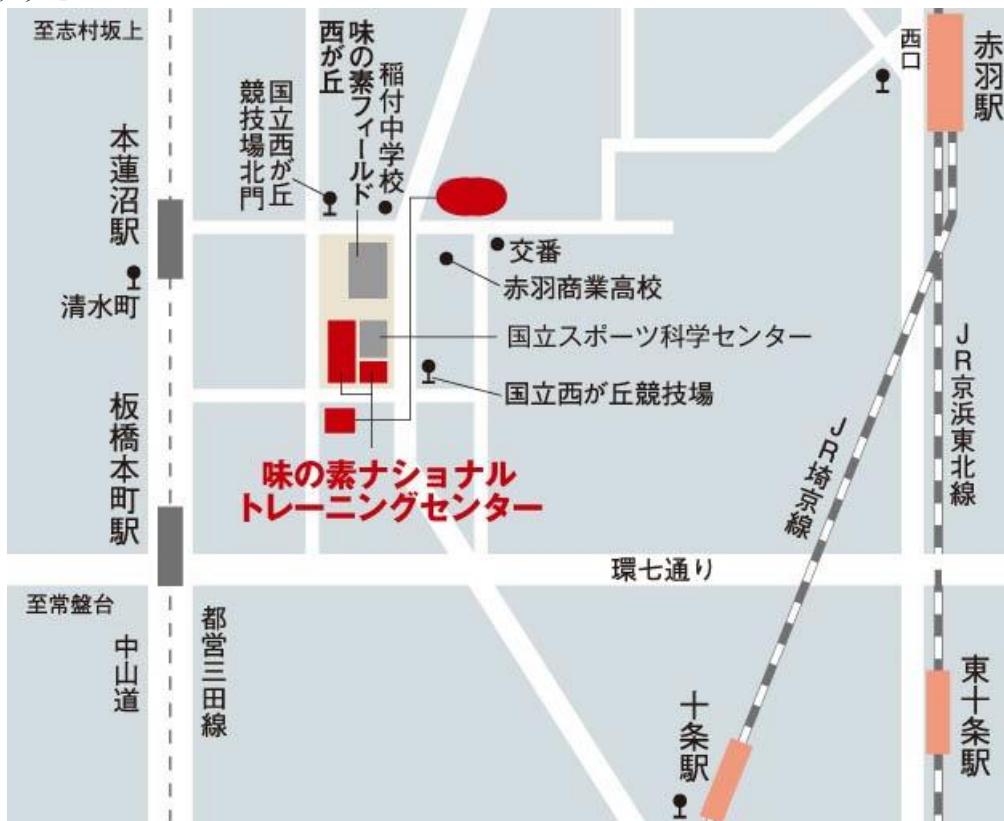 至志村坂上
味の素フィールド
西が丘
稲付中学校
国立西が丘
競技場北門
西口
赤羽駅
本蓮沼駅
清水町
交番
赤羽商業高校
国立スポーツ科学センター
国立西が丘競技場
板橋本町駅
味の素ナショナル
トレーニングセンター
JR京浜東北線
JR埼京線
環七通り
至常盤台
中山道
都営三田線
十条駅
東十条駅